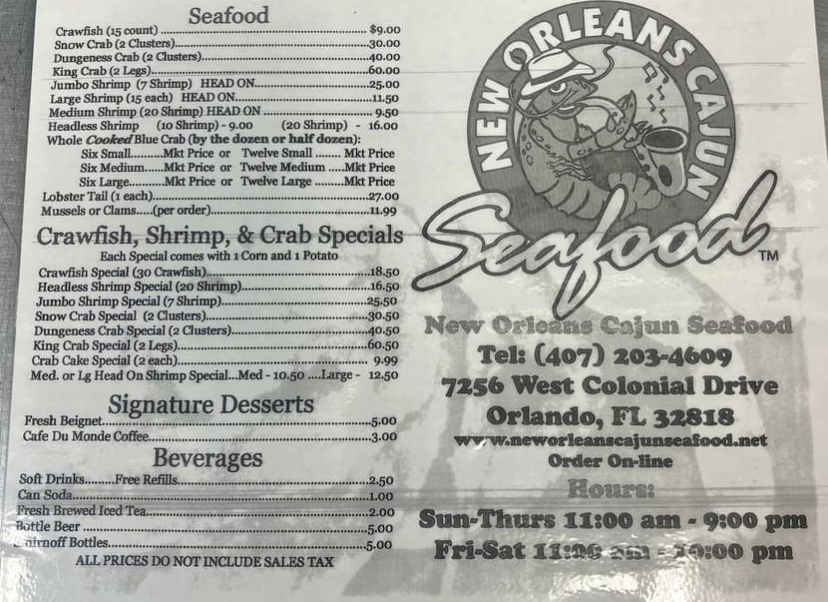 Seafood
Crawfish (15 count) ........ $9.00
Snow Crab (2 Clusters)........30.00
Dungeness Crab (2 Clusters)........40.00
King Crab (2 Legs)........60.00
Jumbo Shrimp (7 Shrimp) HEAD ON........25.00
Large Shrimp (15 each) HEAD ON........11.50
Medium Shrimp (20 Shrimp) HEAD ON ........ 9.50
Headless Shrimp (10 Shrimp) - 9.00 (20 Shrimp) - 16.00
Whole Cooked Blue Crab (by the dozen or half dozen):
Six Small........Mkt Price or Twelve Small ....... Mkt Price
Six Medium......Mkt Price or Twelve Medium .....Mkt Price
Six Large........Mkt Price or Twelve Large .......Mkt Price
Lobster Tail (1 each)........27.00
Mussels or Clams.....(per order)........11.99
Crawfish, Shrimp, & Crab Specials
Each Special comes with 1 Corn and 1 Potato
Crawfish Special (30 Crawfish)........18.50
Headless Shrimp Special (20 Shrimp)........16.50
Jumbo Shrimp Special (7 Shrimp)........25.50
Snow Crab Special (2 Clusters)........30.50
Dungeness Crab Special (2 Clusters)........40.50
King Crab Special (2 Legs)........60.50
Crab Cake Special (2 each)........ 9.99
Med. or Lg Head On Shrimp Special...Med - 10.50 ....Large - 12.50
Signature Desserts
Fresh Beignet........5.00
Cafe Du Monde Coffee........3.00
Beverages
Soft Drinks........Free Refills........2.50
Can Soda........1.00
Fresh Brewed Iced Tea........2.00
Bottle Beer ........5.00
Bottles........5.00
ALL PRICES DO NOT INCLUDE SALES TAX
NEW ORLEANS CAJUN
Seafood TM
New Orleans Cajun Seafood
Tel: (407) 203-4609
7256 West Colonial Drive
Orlando, FL 32818
www.neworleanscajunseafood.net
Order On-line
Hours:
Sun-Thurs 11:00 am - 9:00 pm
Fri-Sat 11:00 am - 10:00 pm